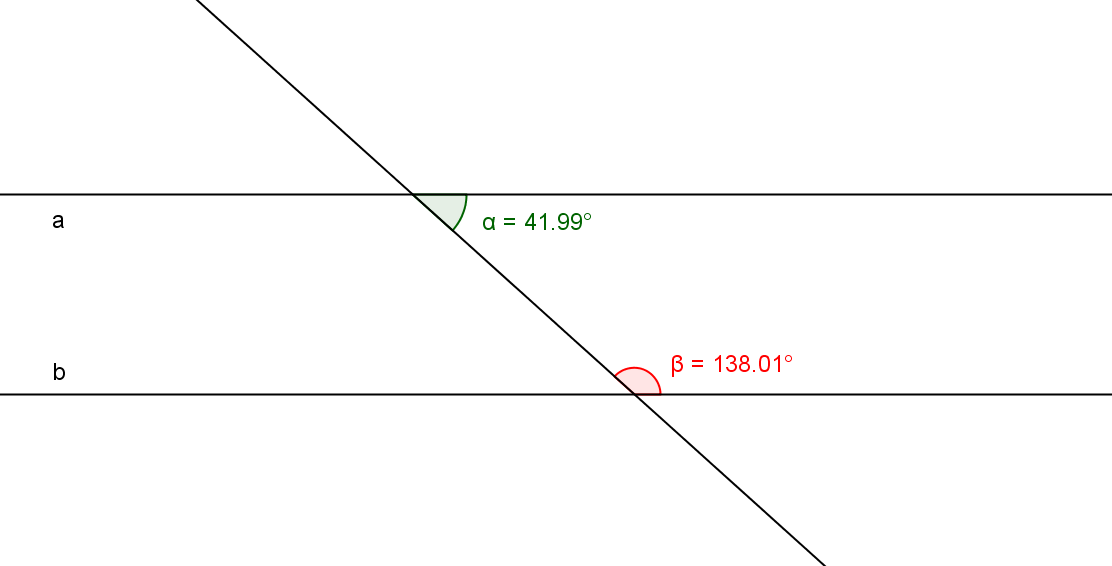 a
α = 41.99°
b
β = 138.01°